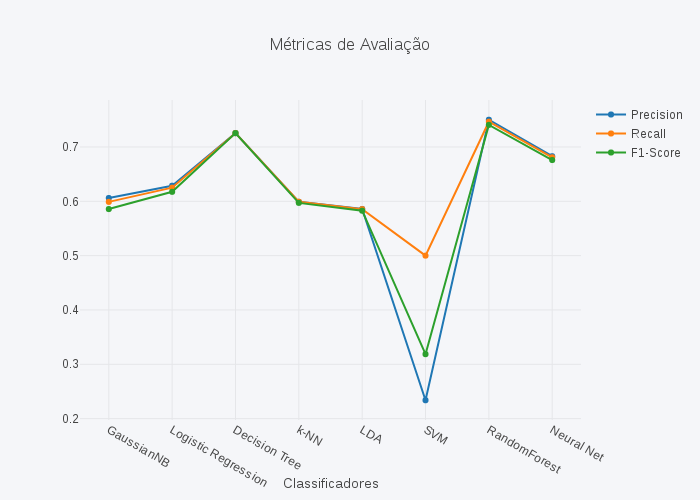 Métricas de Avaliação
Precision
Recall
F1-Score
0.7
0.6
0.5
0.4
0.3
0.2
GaussianNB
Logistic Regression
Decision Tree
k-NN
LDA
SVM
RandomForest
Neural Net
Classificadores